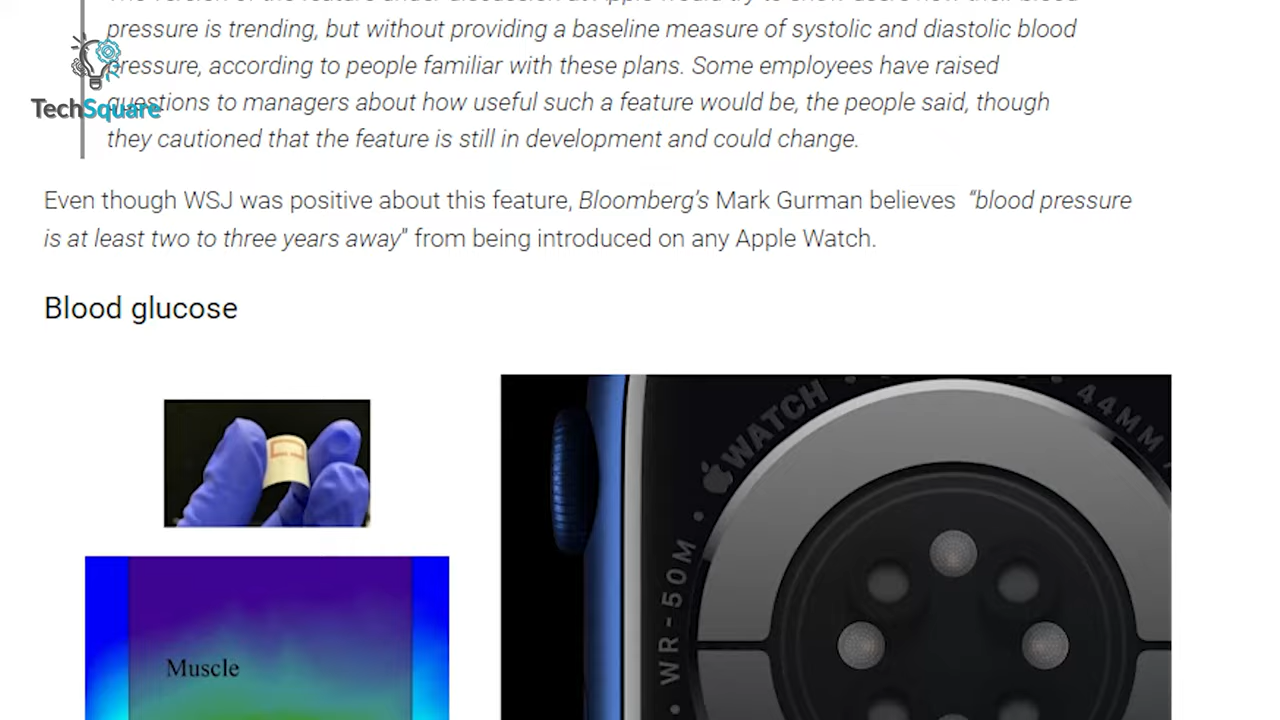 pressure is trending, but without providing a baseline measure of systolic and diastolic blood
pressure, according to people familiar with these plans. Some employees have raised
questions to managers about how useful such a feature would be, the people said, though
they cautioned that the feature is still in development and could change.
TechSquare
Even though WSJ was positive about this feature, Bloomberg's Mark Gurman believes “blood pressure
is at least two to three years away” from being introduced on any Apple Watch.
Blood glucose
WATCH
44MM
WR-50M
Muscle